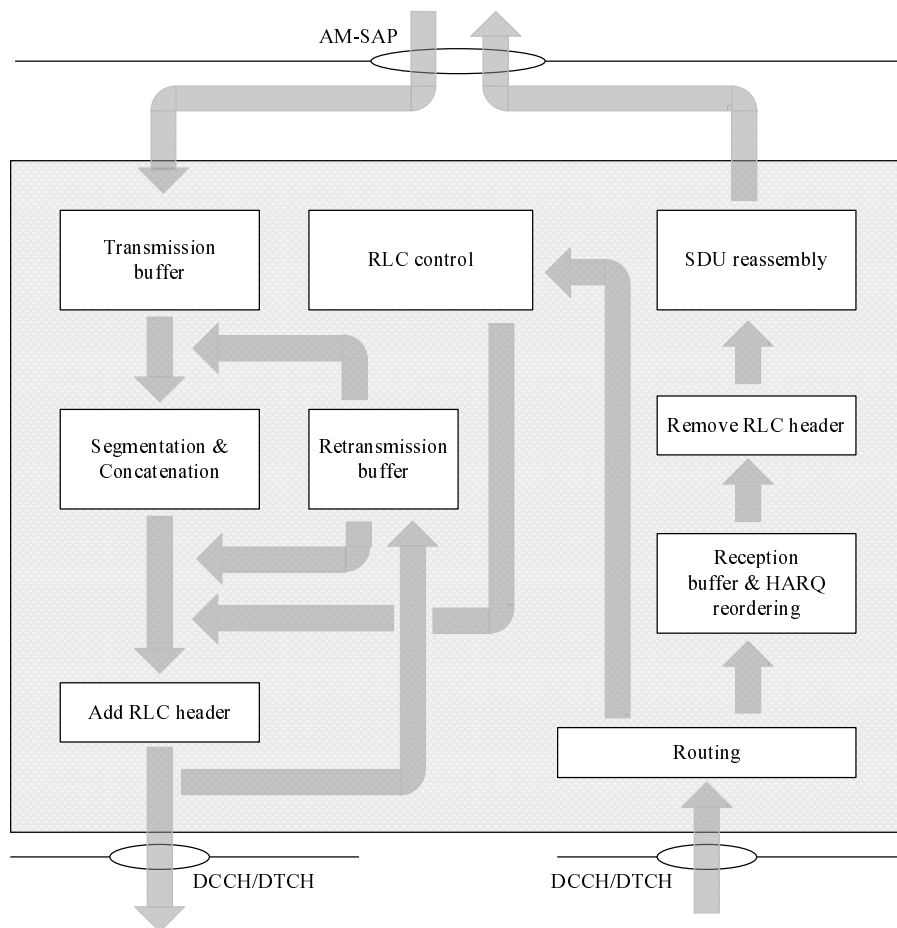 AM-SAP
Transmission
buffer
RLC control
SDU reassembly
Segmentation &
Concatenation
Retransmission
buffer
Remove RLC header
Reception
buffer & HARQ
reordering
Add RLC header
Routing
DCCH/DTCH
DCCH/DTCH